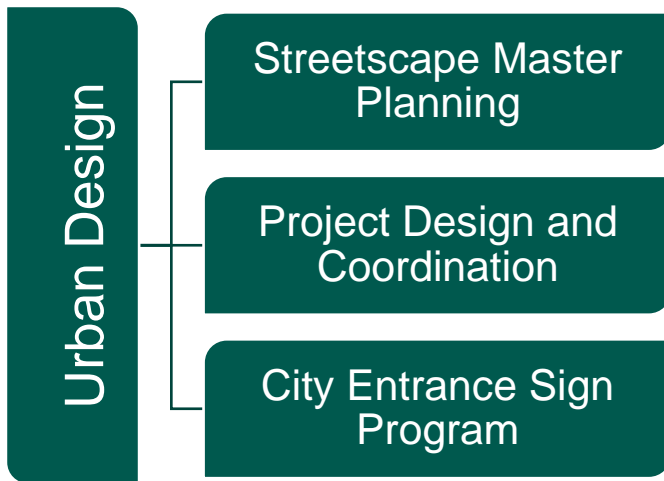 Urban Design
Streetscape Master
Planning
Project Design and
Coordination
City Entrance Sign
Program